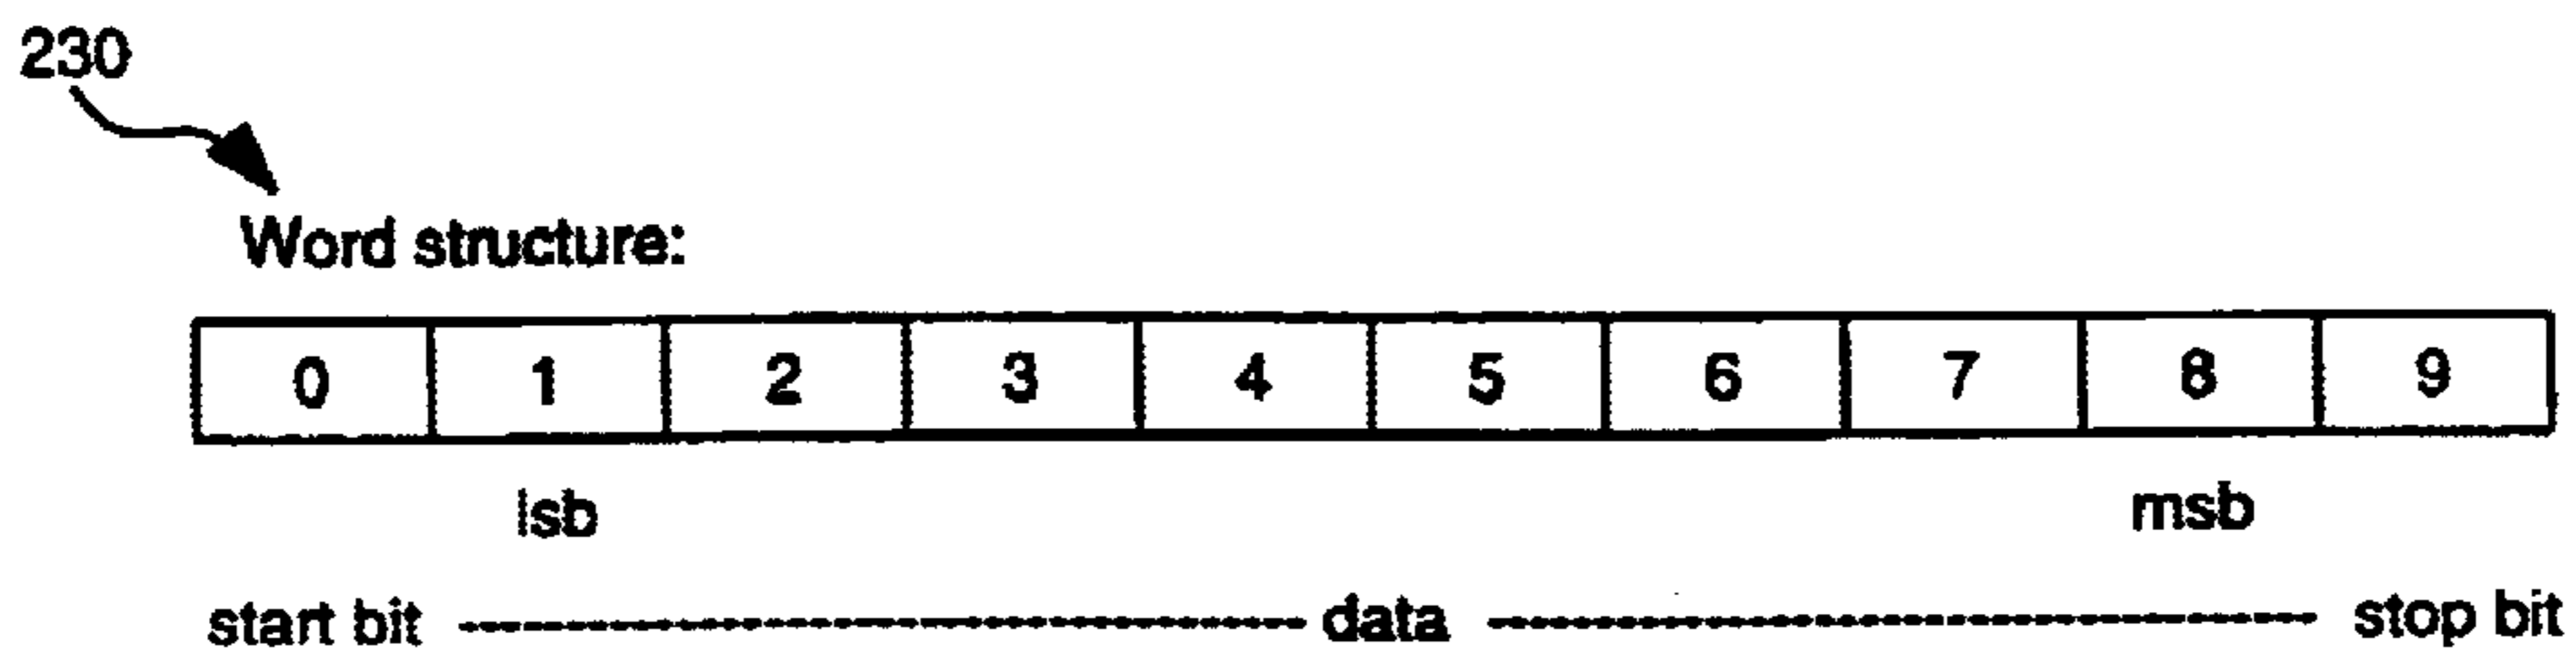 230
Word structure:
0 1 2 3 4 5 6 7 8 9
lsb msb
start bit ---------------- data ---------------- stop bit